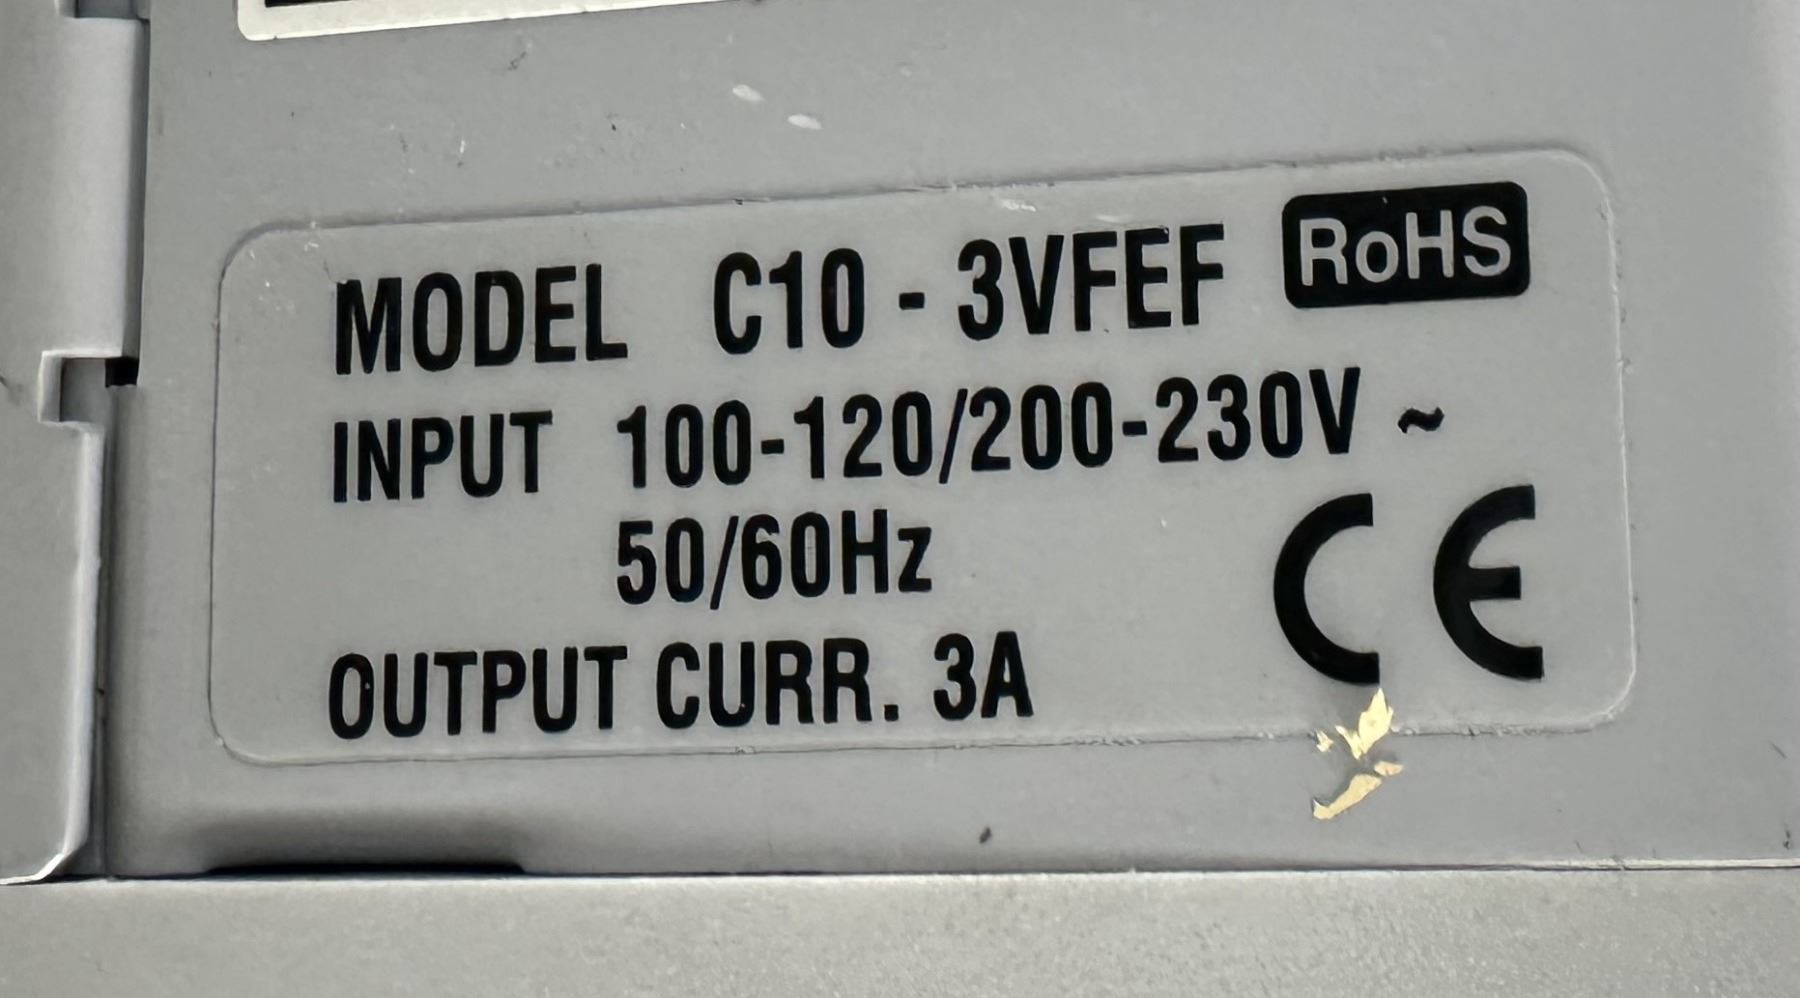 MODEL C10 - 3VFEF RoHS
INPUT 100-120/200-230V ~
50/60Hz
OUTPUT CURR. 3A
CE